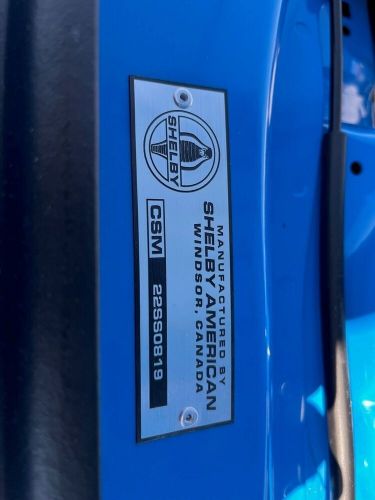 SHELBY
MANUFACTURED BY
SHELBY AMERICAN
WINDSOR, CANADA
CSM 22SS0819